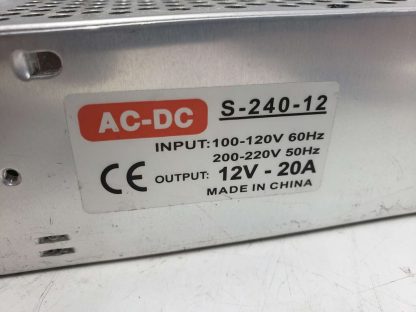 AC-DC S-240-12
INPUT:100-120V 60Hz
200-220V 50Hz
CE OUTPUT: 12V - 20A
MADE IN CHINA